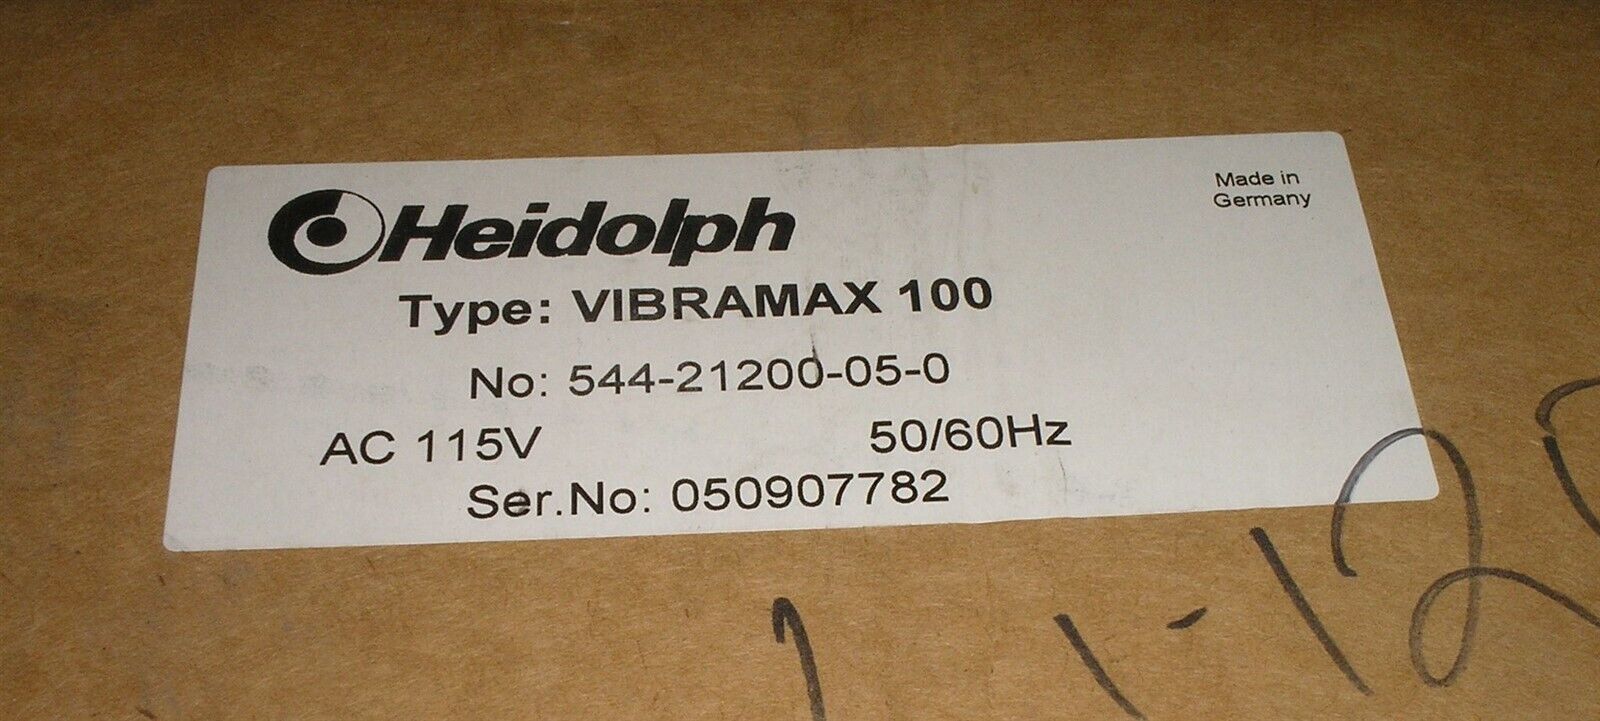 Heidolph
Made in
Germany
Type: VIBRAMAX 100
No: 544-21200-05-0
AC 115V 50/60Hz
Ser.No: 050907782